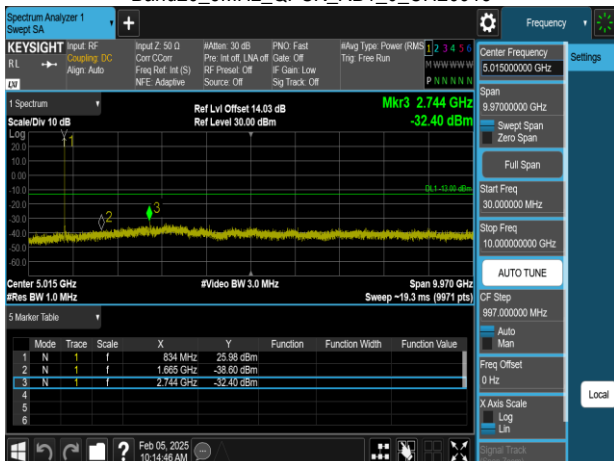 Spectrum Analyzer 1
Swept SA
Frequency
KEYSIGHT
RL
Input: RF
Coupling: DC
Align: Auto
Input Z: 50 Ω
Corr CCorr
Freq Ref: Int (S)
NFE: Adaptive
#Atten: 30 dB
Pre: Int off, LNA off
RF Preset: Off
Source: Off
PNO: Fast
Gate: Off
IF Gain: Low
Sig Track: Off
#Avg Type: Power (RMS
Trig: Free Run
1 2 3 4 5 6
M W W W W W
P N N N N N
LXI
1 Spectrum
Scale/Div 10 dB
Ref Lvl Offset 14.03 dB
Ref Level 30.00 dBm
Mkr3 2.744 GHz
-32.40 dBm
Log
20.0
10.0
0.00
-10.0
-20.0
-30.0
-40.0
-50.0
-60.0
1
2
3
DL1 -13.00 dBm
Center 5.015 GHz
#Res BW 1.0 MHz
#Video BW 3.0 MHz
Span 9.970 GHz
Sweep ~19.3 ms (9971 pts)
5 Marker Table
Mode Trace Scale X Y Function Function Width Function Value
1 N 1 f 834 MHz 25.98 dBm
2 N 1 f 1.665 GHz -38.60 dBm
3 N 1 f 2.744 GHz -32.40 dBm
4
5
6
?
Feb 05, 2025
10:14:46 AM
Center Frequency
5.015000000 GHz
Span
9.97000000 GHz
Swept Span
Zero Span
Full Span
Start Freq
30.000000 MHz
Stop Freq
10.000000000 GHz
AUTO TUNE
CF Step
997.000000 MHz
Auto
Man
Freq Offset
0 Hz
X Axis Scale
Log
Lin
Signal Track
Settings
Local